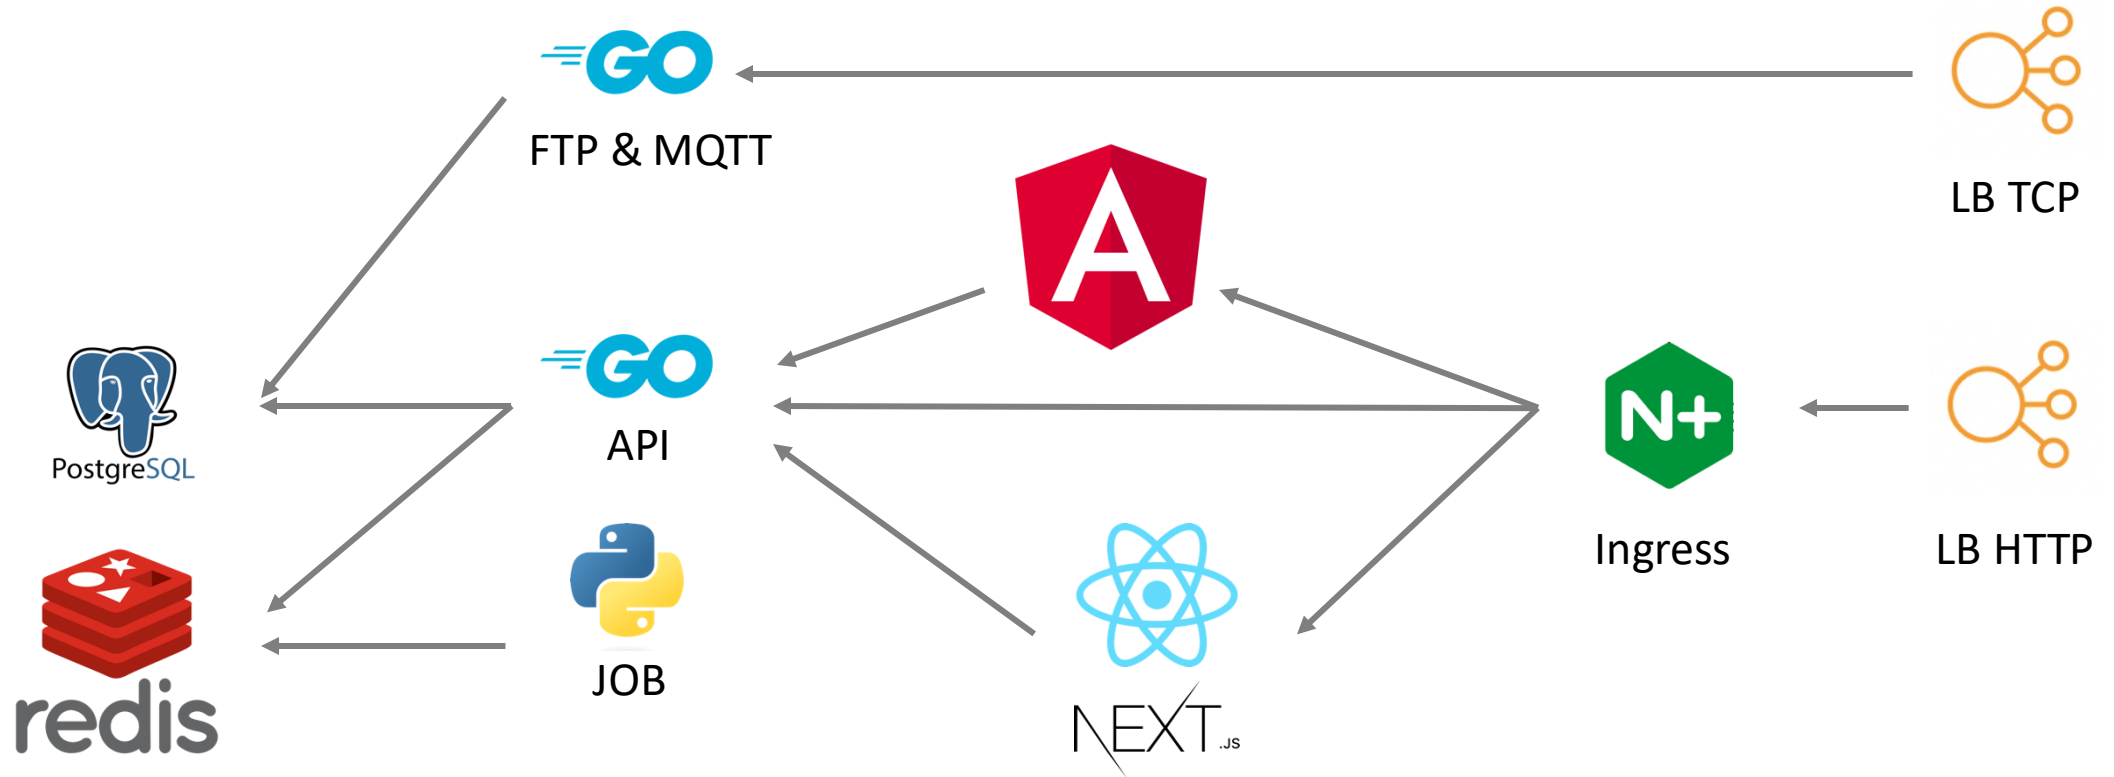 GO
FTP & MQTT
LB TCP
A
GO
API
N+
PostgreSQL
Ingress
LB HTTP
JOB
redis
NEXT.JS